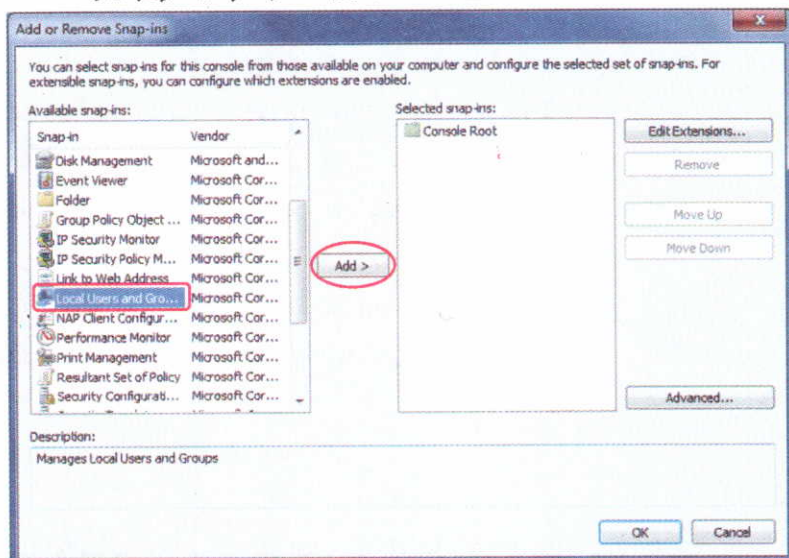 Add or Remove Snap-ins
You can select snap-ins for this console from those available on your computer and configure the selected set of snap-ins. For
extensible snap-ins, you can configure which extensions are enabled.
Available snap-ins:
Snap-in Vendor
Disk Management Microsoft and...
Event Viewer Microsoft Cor...
Folder Microsoft Cor...
Group Policy Object ... Microsoft Cor...
IP Security Monitor Microsoft Cor...
IP Security Policy M... Microsoft Cor...
Link to Web Address Microsoft Cor...
Local Users and Gro... Microsoft Cor...
NAP Client Configur... Microsoft Cor...
Performance Monitor Microsoft Cor...
Print Management Microsoft Cor...
Resultant Set of Policy Microsoft Cor...
Security Configurati... Microsoft Cor...
Add >
Selected snap-ins:
Console Root
Edit Extensions...
Remove
Move Up
Move Down
Advanced...
Description:
Manages Local Users and Groups
OK Cancel